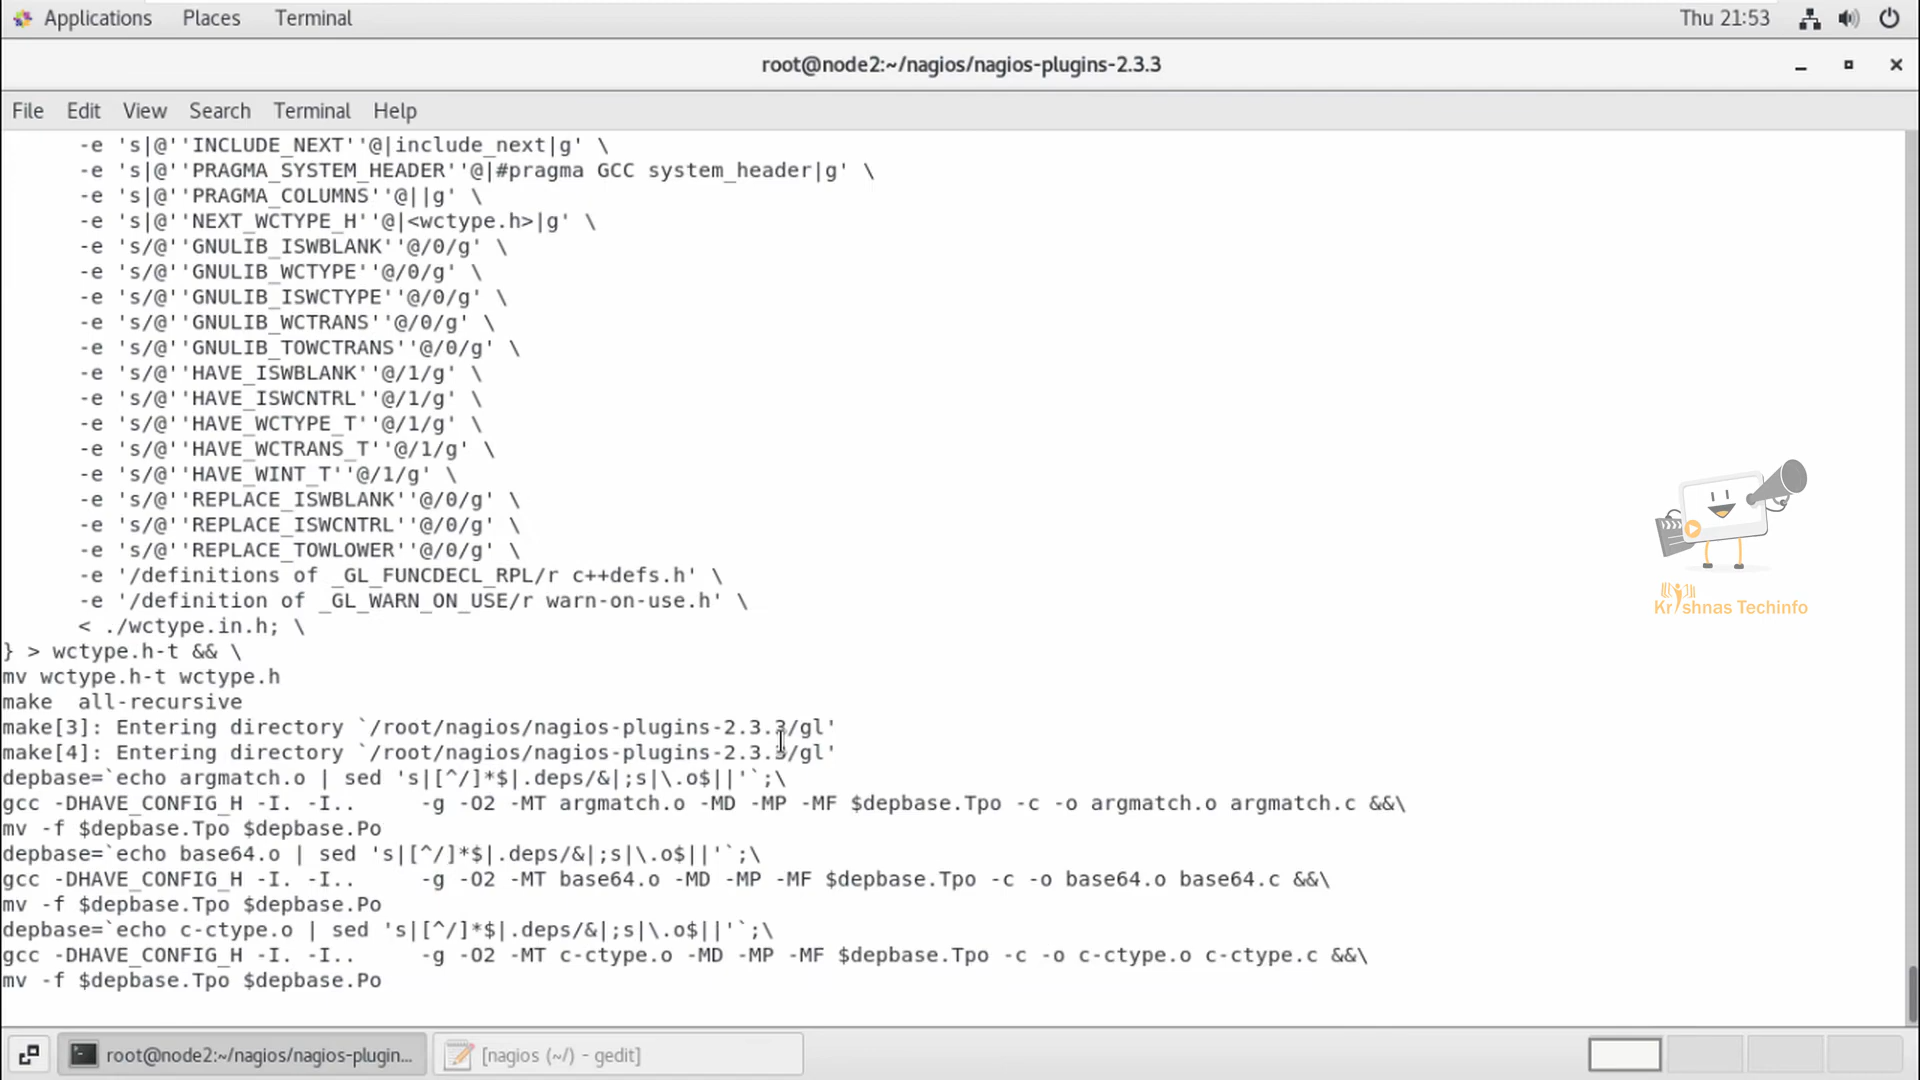 Applications Places Terminal Thu 21:53
root@node2:~/nagios/nagios-plugins-2.3.3
File Edit View Search Terminal Help
-e 's|@''INCLUDE_NEXT''@|include_next|g' \
-e 's|@''PRAGMA_SYSTEM_HEADER''@|#pragma GCC system_header|g' \
-e 's|@''PRAGMA_COLUMNS''@||g' \
-e 's|@''NEXT_WCTYPE_H''@|<wctype.h>|g' \
-e 's/@''GNULIB_ISWBLANK''@/0/g' \
-e 's/@''GNULIB_WCTYPE''@/0/g' \
-e 's/@''GNULIB_ISWCTYPE''@/0/g' \
-e 's/@''GNULIB_WCTRANS''@/0/g' \
-e 's/@''GNULIB_TOWCTRANS''@/0/g' \
-e 's/@''HAVE_ISWBLANK''@/1/g' \
-e 's/@''HAVE_ISWCNTRL''@/1/g' \
-e 's/@''HAVE_WCTYPE_T''@/1/g' \
-e 's/@''HAVE_WCTRANS_T''@/1/g' \
-e 's/@''HAVE_WINT_T''@/1/g' \
-e 's/@''REPLACE_ISWBLANK''@/0/g' \
-e 's/@''REPLACE_ISWCNTRL''@/0/g' \
-e 's/@''REPLACE_TOWLOWER''@/0/g' \
-e '/definitions of _GL_FUNCDECL_RPL/r c++defs.h' \
-e '/definition of _GL_WARN_ON_USE/r warn-on-use.h' \
< ./wctype.in.h; \
} > wctype.h-t && \
mv wctype.h-t wctype.h
make  all-recursive
make[3]: Entering directory `/root/nagios/nagios-plugins-2.3.3/gl'
make[4]: Entering directory `/root/nagios/nagios-plugins-2.3.3/gl'
depbase=`echo argmatch.o | sed 's|[^/]*$|.deps/&|;s|\.o$||'`;\
gcc -DHAVE_CONFIG_H -I. -I..     -g -O2 -MT argmatch.o -MD -MP -MF $depbase.Tpo -c -o argmatch.o argmatch.c &&\
mv -f $depbase.Tpo $depbase.Po
depbase=`echo base64.o | sed 's|[^/]*$|.deps/&|;s|\.o$||'`;\
gcc -DHAVE_CONFIG_H -I. -I..     -g -O2 -MT base64.o -MD -MP -MF $depbase.Tpo -c -o base64.o base64.c &&\
mv -f $depbase.Tpo $depbase.Po
depbase=`echo c-ctype.o | sed 's|[^/]*$|.deps/&|;s|\.o$||'`;\
gcc -DHAVE_CONFIG_H -I. -I..     -g -O2 -MT c-ctype.o -MD -MP -MF $depbase.Tpo -c -o c-ctype.o c-ctype.c &&\
mv -f $depbase.Tpo $depbase.Po
Krishnas Techinfo
root@node2:~/nagios/nagios-plugin... [nagios (~/) - gedit]